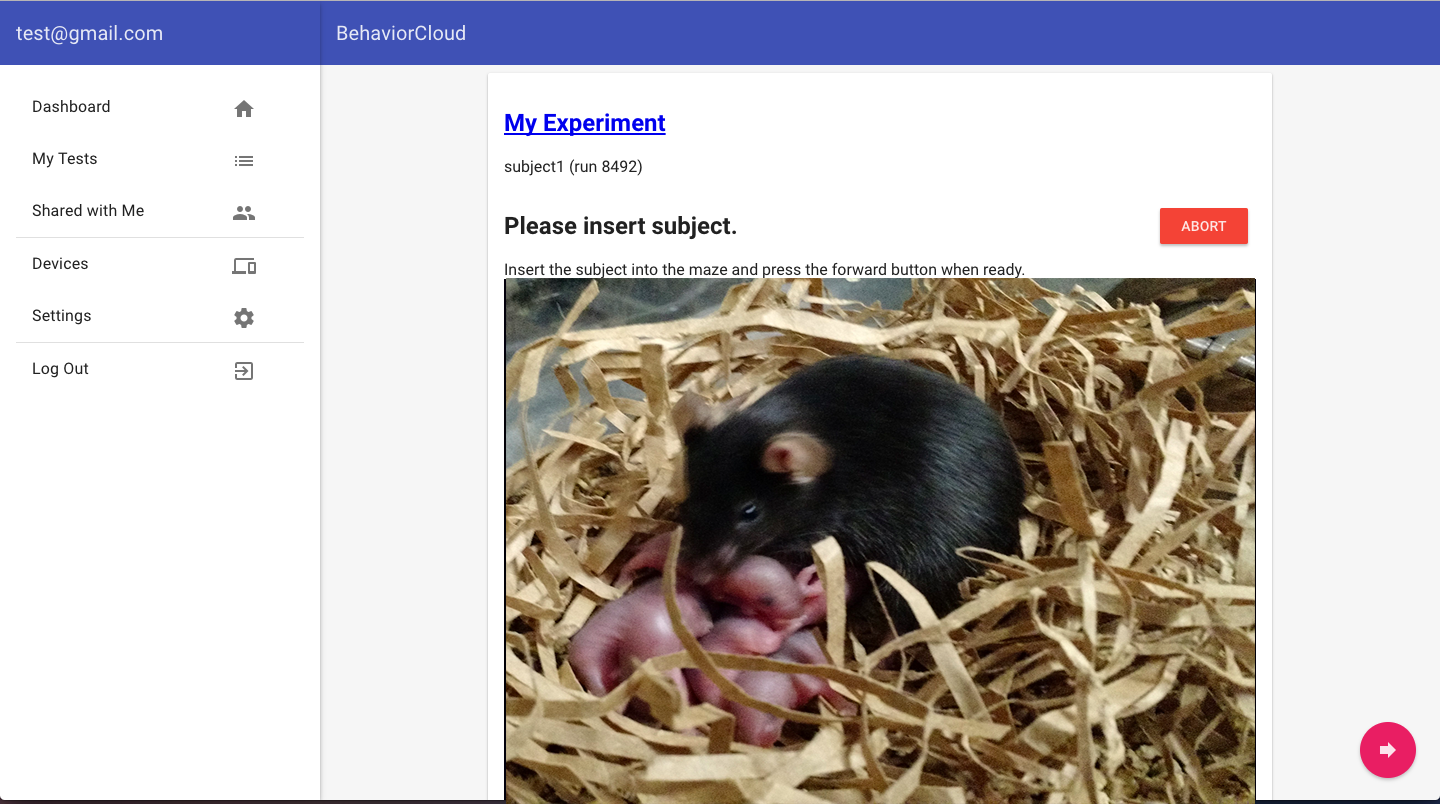 test@gmail.com
BehaviorCloud
Dashboard
My Tests
Shared with Me
Devices
Settings
Log Out
My Experiment
subject1 (run 8492)
Please insert subject.
ABORT
Insert the subject into the maze and press the forward button when ready.